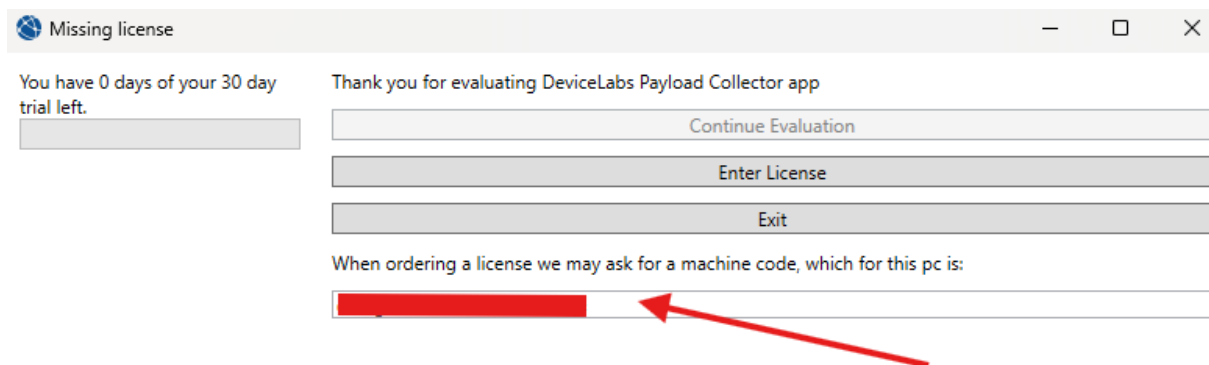 Missing license
You have 0 days of your 30 day
trial left.
Thank you for evaluating DeviceLabs Payload Collector app
Continue Evaluation
Enter License
Exit
When ordering a license we may ask for a machine code, which for this pc is: